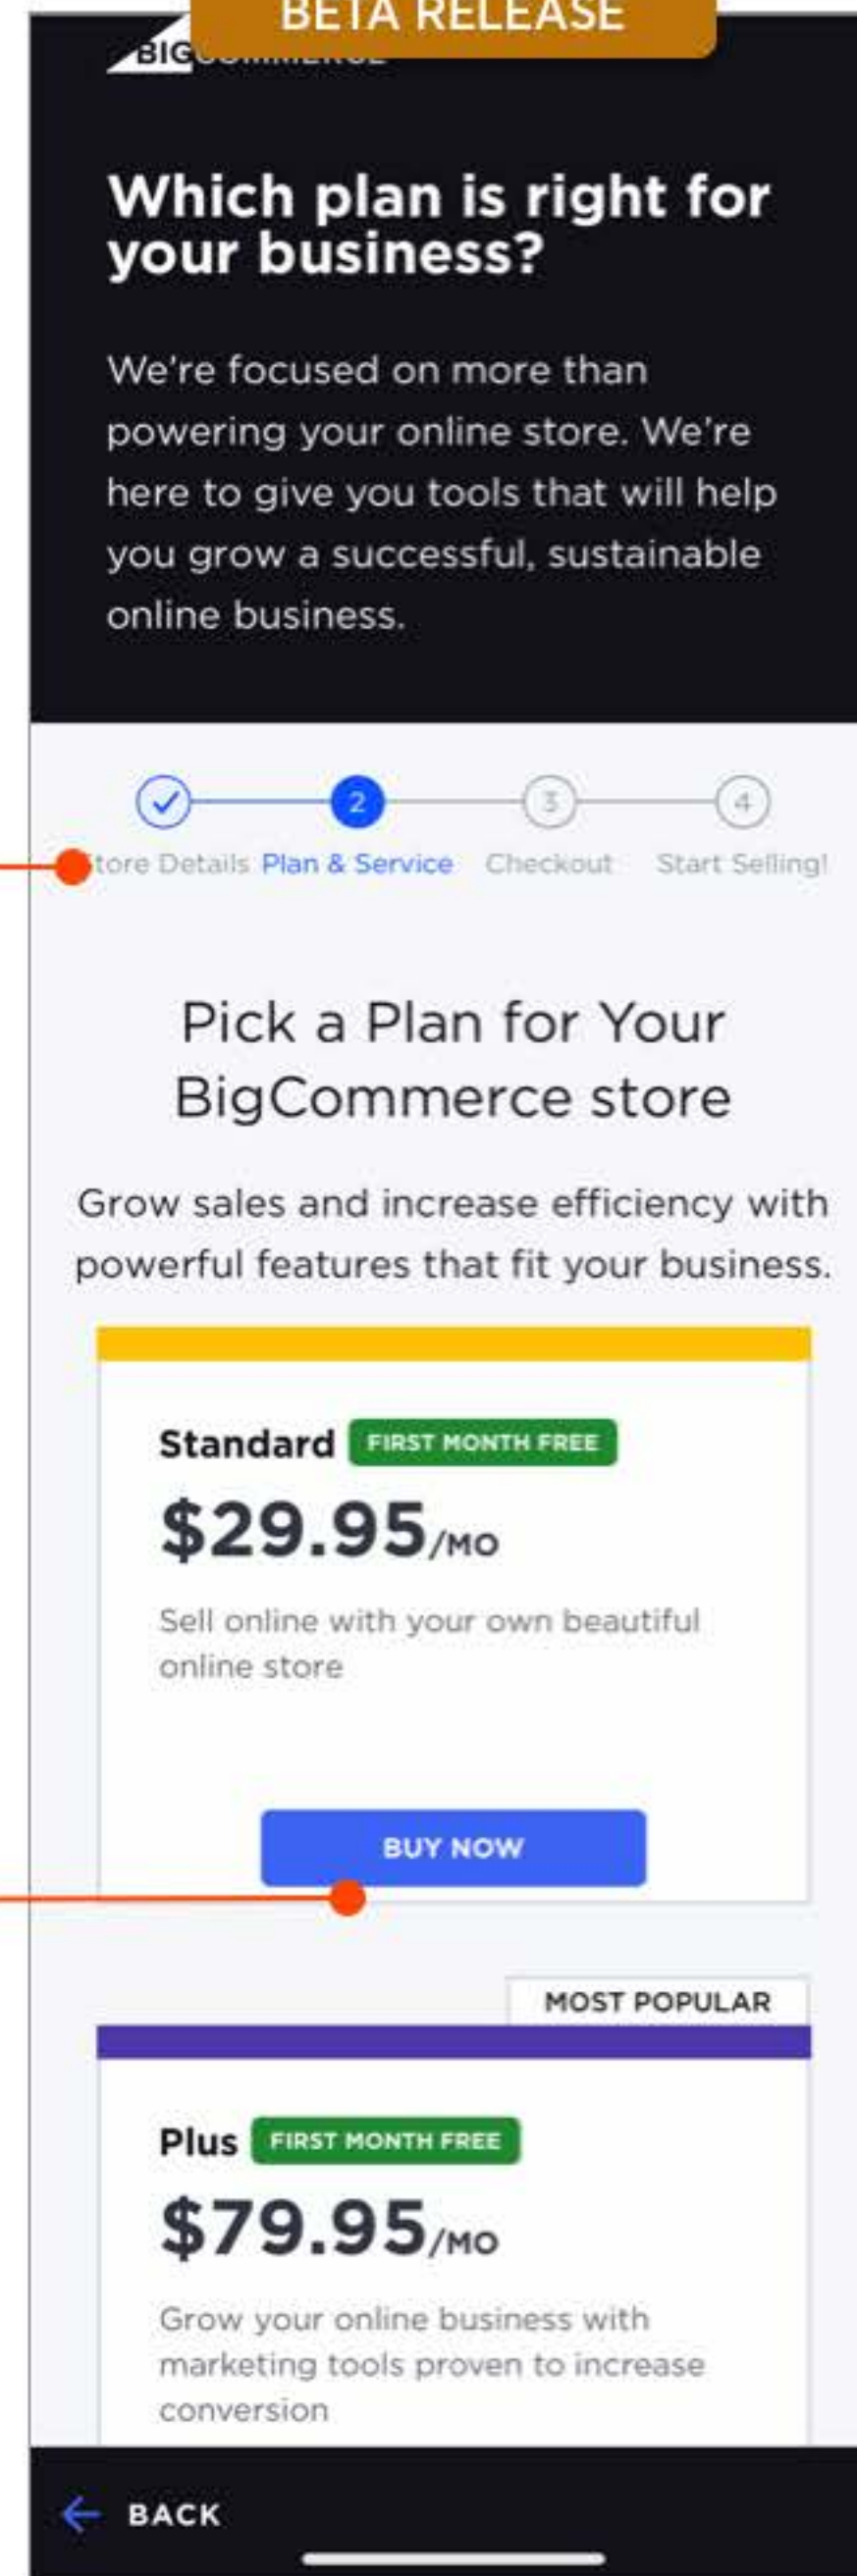 BETA RELEASE
BIG
Which plan is right for
your business?
We're focused on more than
powering your online store. We're
here to give you tools that will help
you grow a successful, sustainable
online business.
2
3
4
tore Details
Plan & Service
Checkout
Start Selling!
Pick a Plan for Your
BigCommerce store
Grow sales and increase efficiency with
powerful features that fit your business.
Standard
FIRST MONTH FREE
$29.95/MO
Sell online with your own beautiful
online store
BUY NOW
MOST POPULAR
Plus
FIRST MONTH FREE
$79.95/MO
Grow your online business with
marketing tools proven to increase
conversion
BACK